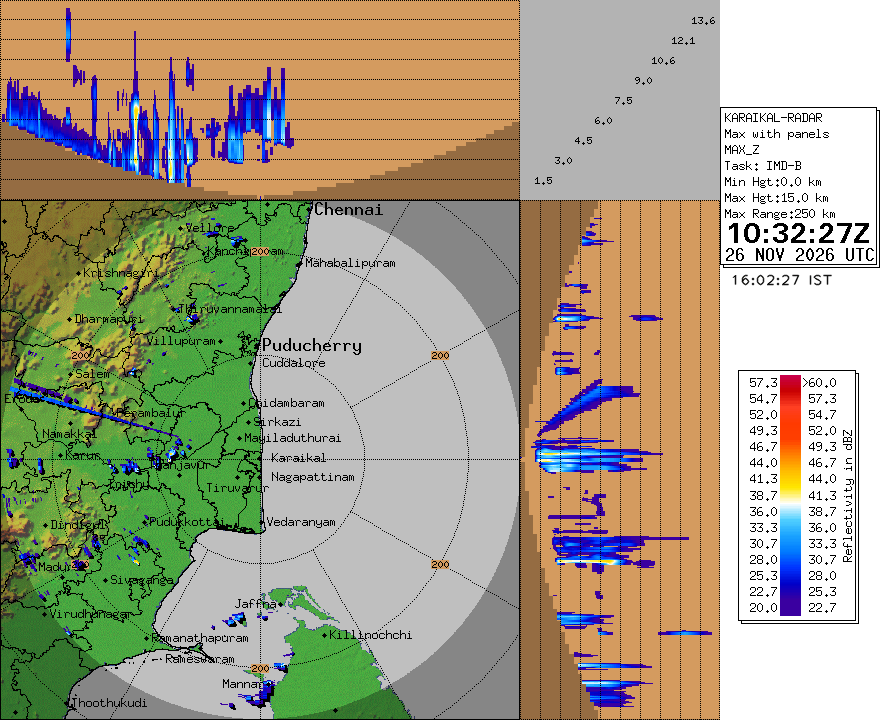 13.6
12.1
10.6
9.0
7.5
6.0
4.5
3.0
1.5
KARAIKAL-RADAR
Max with panels
MAX_Z
Task: IMD-B
Min Hgt:0.0 km
Max Hgt:15.0 km
Max Range:250 km
10:32:27Z
26 NOV 2026 UTC
16:02:27 IST
Chennai
Vellore
200
Mahabalipuram
Krishnagiri
Thiruvannamalai
Dharmapuri
Villupuram
Puducherry
200
200
Cuddalore
Salem
Erode
Chidambaram
Perambalur
Sirkazi
Namakkal
Mayiladuthurai
Karur
Karaikal
Thanjavur
Nagapattinam
Tiruvarur
Dindigul
Pudukkottai
Vedaranyam
200
Sivaganga
Jaffna
Virudhunagar
Killinochchi
Ramanathapuram
Rameswaram
200
Mannar
Thoothukudi
57.3 >60.0
54.7 57.3
52.0 54.7
49.3 52.0
46.7 49.3
44.0 46.7
41.3 44.0
38.7 41.3
36.0 38.7
33.3 36.0
30.7 33.3
28.0 30.7
25.3 28.0
22.7 25.3
20.0 22.7
Reflectivity in dBZ